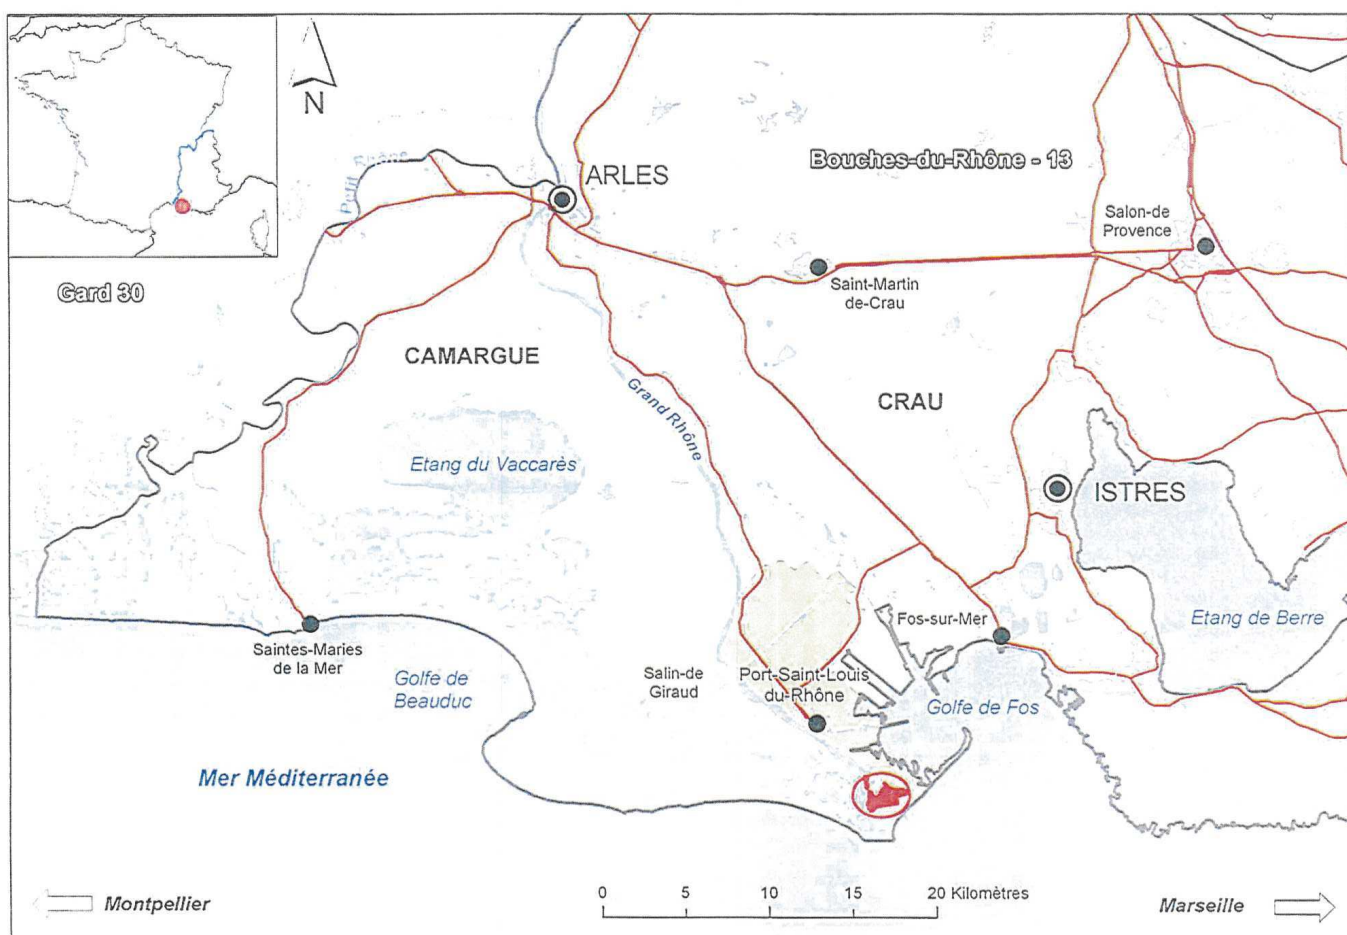 N
Petit Rhône
ARLES
Bouches-du-Rhône - 13
Salon-de
Provence
Saint-Martin
de-Crau
Gard 30
CAMARGUE
Grand Rhône
CRAU
Etang du Vaccarès
ISTRES
Fos-sur-Mer
Etang de Berre
Saintes-Maries
de la Mer
Golfe de
Beauduc
Salin-de
Giraud
Port-Saint-Louis
du-Rhône
Golfe de Fos
Mer Méditerranée
0 5 10 15 20 Kilomètres
Montpellier
Marseille